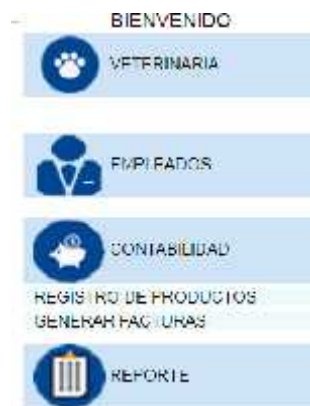 BIENVENIDO
VETERINARIA
EMPLEADOS
CONTABILIDAD
REGISTRO DE PRODUCTOS
GENERAR FACTURAS
REPORTE